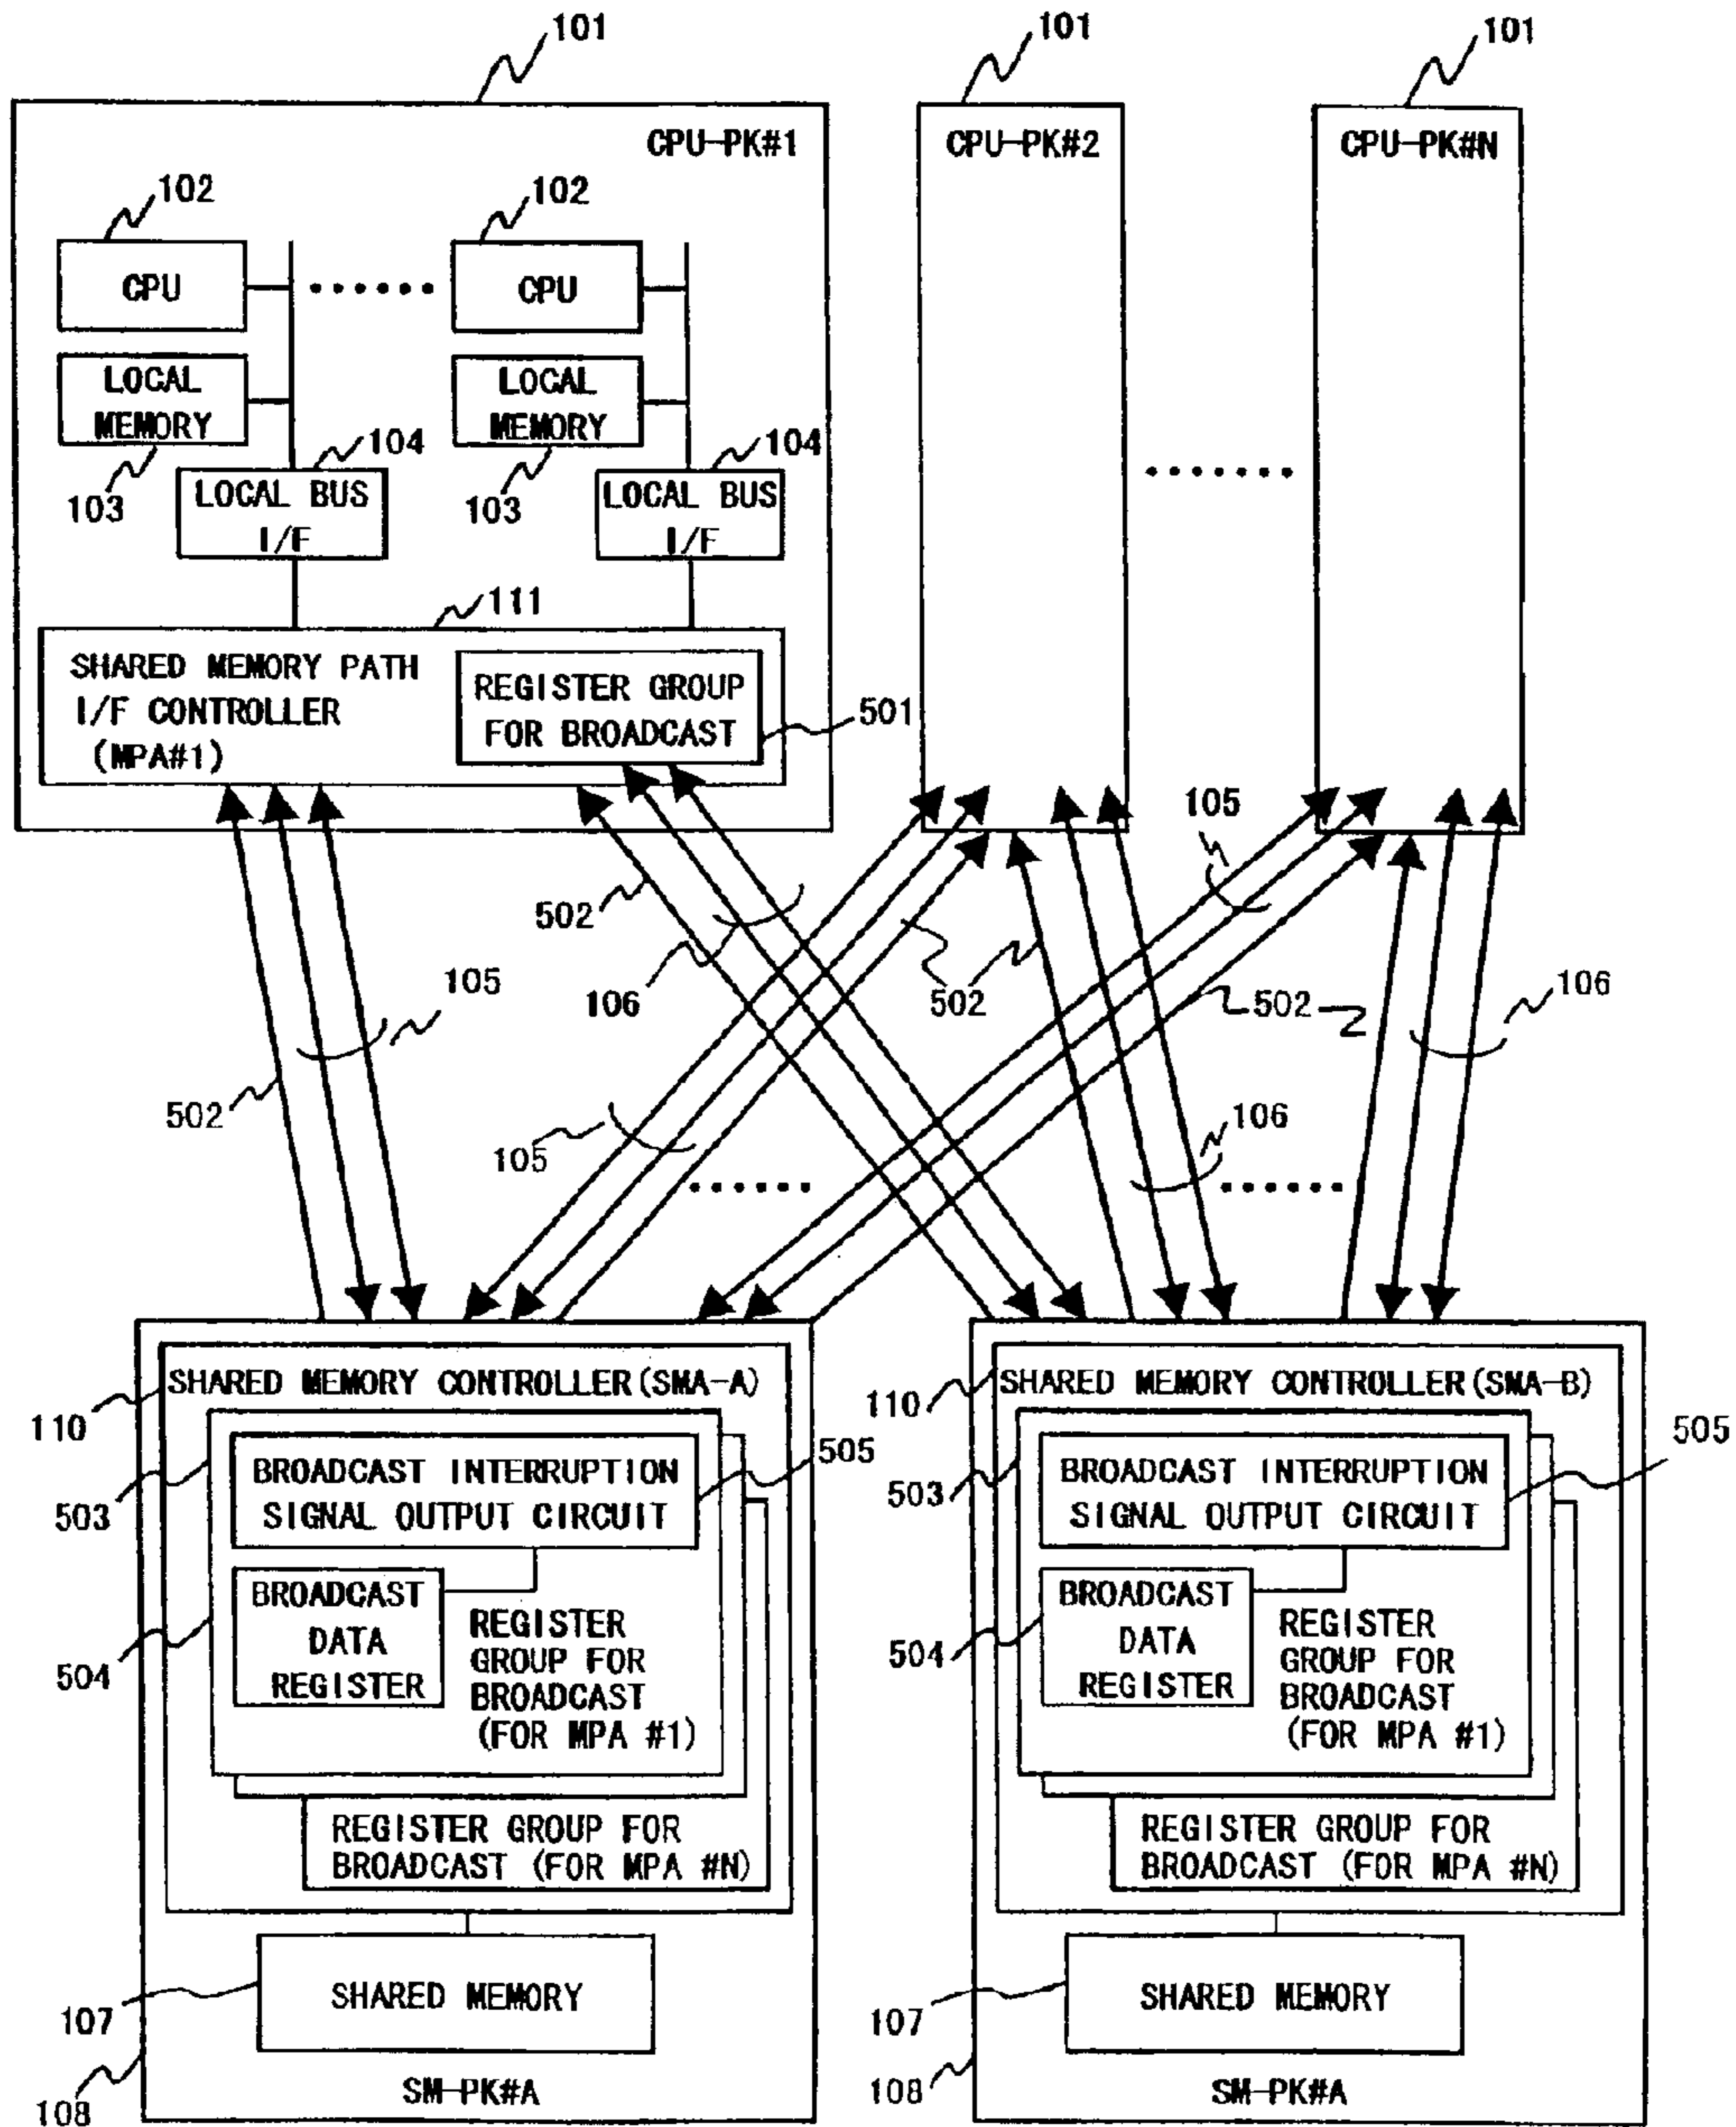 101
101
101
CPU-PK#1
CPU-PK#2
CPU-PK#N
102
102
CPU
CPU
LOCAL
MEMORY
LOCAL
MEMORY
103
104
103
104
LOCAL BUS
I/F
LOCAL BUS
I/F
111
SHARED MEMORY PATH
I/F CONTROLLER
(MPA#1)
REGISTER GROUP
FOR BROADCAST
501
105
502
106
105
502
502
502
106
502
105
106
110
SHARED MEMORY CONTROLLER(SMA-A)
503
505
BROADCAST INTERRUPTION
SIGNAL OUTPUT CIRCUIT
504
BROADCAST
DATA
REGISTER
REGISTER
GROUP FOR
BROADCAST
(FOR MPA #1)
REGISTER GROUP FOR
BROADCAST (FOR MPA #N)
107
SHARED MEMORY
108
SM-PK#A
110
SHARED MEMORY CONTROLLER(SMA-B)
503
505
BROADCAST INTERRUPTION
SIGNAL OUTPUT CIRCUIT
504
BROADCAST
DATA
REGISTER
REGISTER
GROUP FOR
BROADCAST
(FOR MPA #1)
REGISTER GROUP FOR
BROADCAST (FOR MPA #N)
107
SHARED MEMORY
108
SM-PK#A